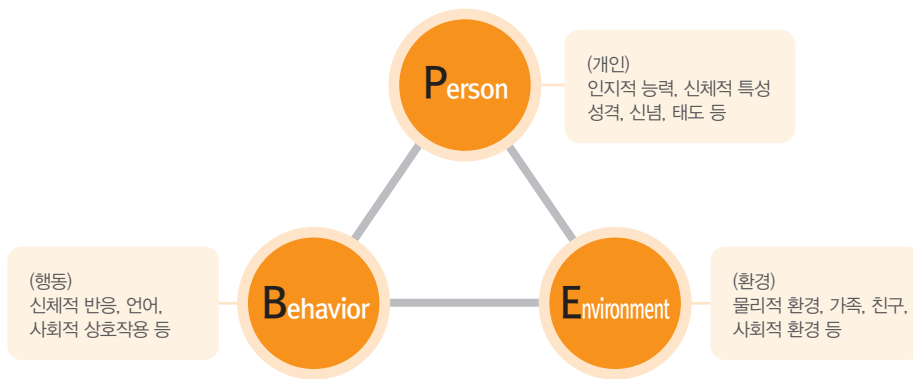 Person
(개인)
인지적 능력, 신체적 특성
성격, 신념, 태도 등
(행동)
신체적 반응, 언어,
사회적 상호작용 등
Behavior
Environment
(환경)
물리적 환경, 가족, 친구,
사회적 환경 등